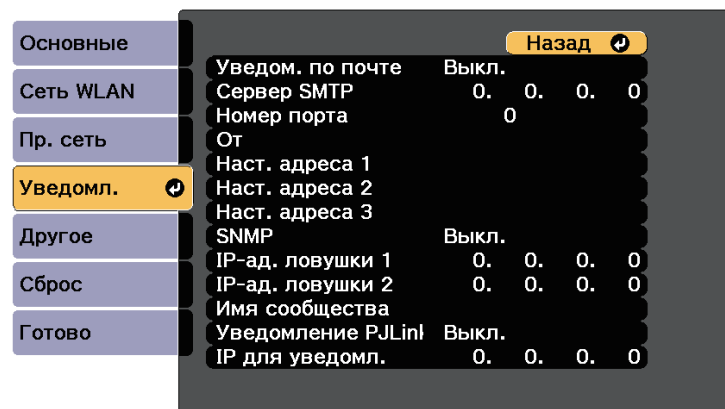 Основные
Сеть WLAN
Пр. сеть
Уведомл.
Другое
Сброс
Готово
Назад
Уведом. по почте Выкл.
Сервер SMTP 0. 0. 0. 0
Номер порта 0
От
Наст. адреса 1
Наст. адреса 2
Наст. адреса 3
SNMP Выкл.
IP-ад. ловушки 1 0. 0. 0. 0
IP-ад. ловушки 2 0. 0. 0. 0
Имя сообщества
Уведомление PJLink Выкл.
IP для уведомл. 0. 0. 0. 0